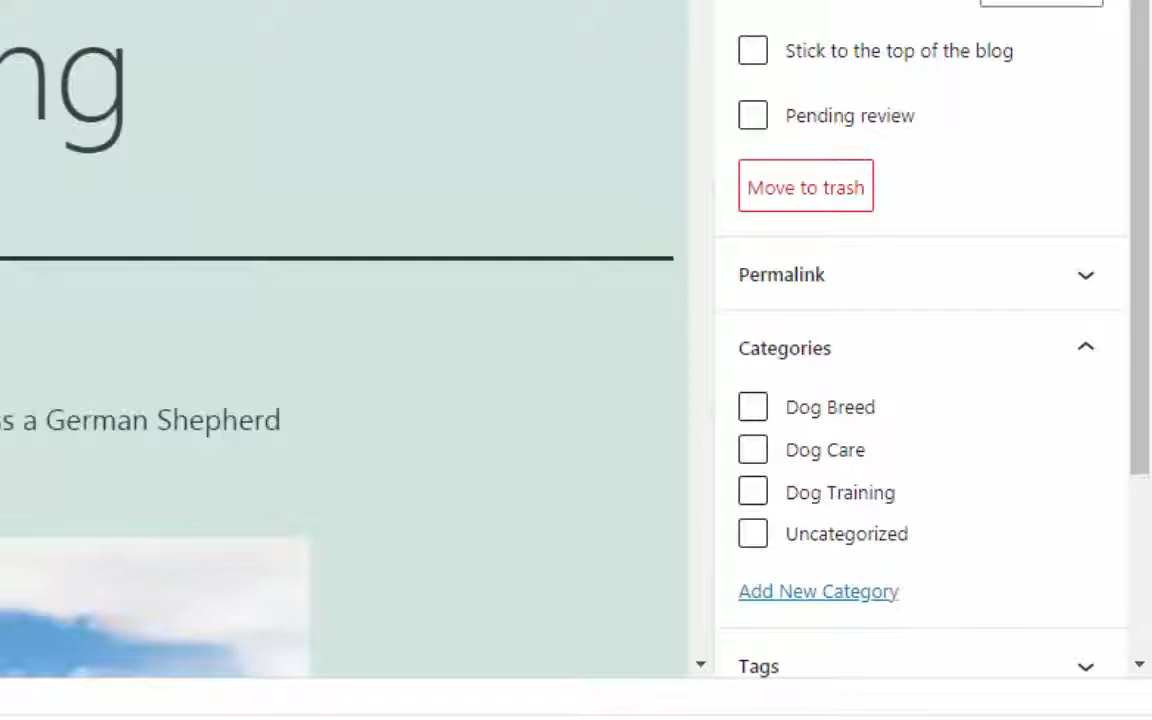 ng
Stick to the top of the blog
Pending review
Move to trash
Permalink
Categories
s a German Shepherd
Dog Breed
Dog Care
Dog Training
Uncategorized
Add New Category
Tags